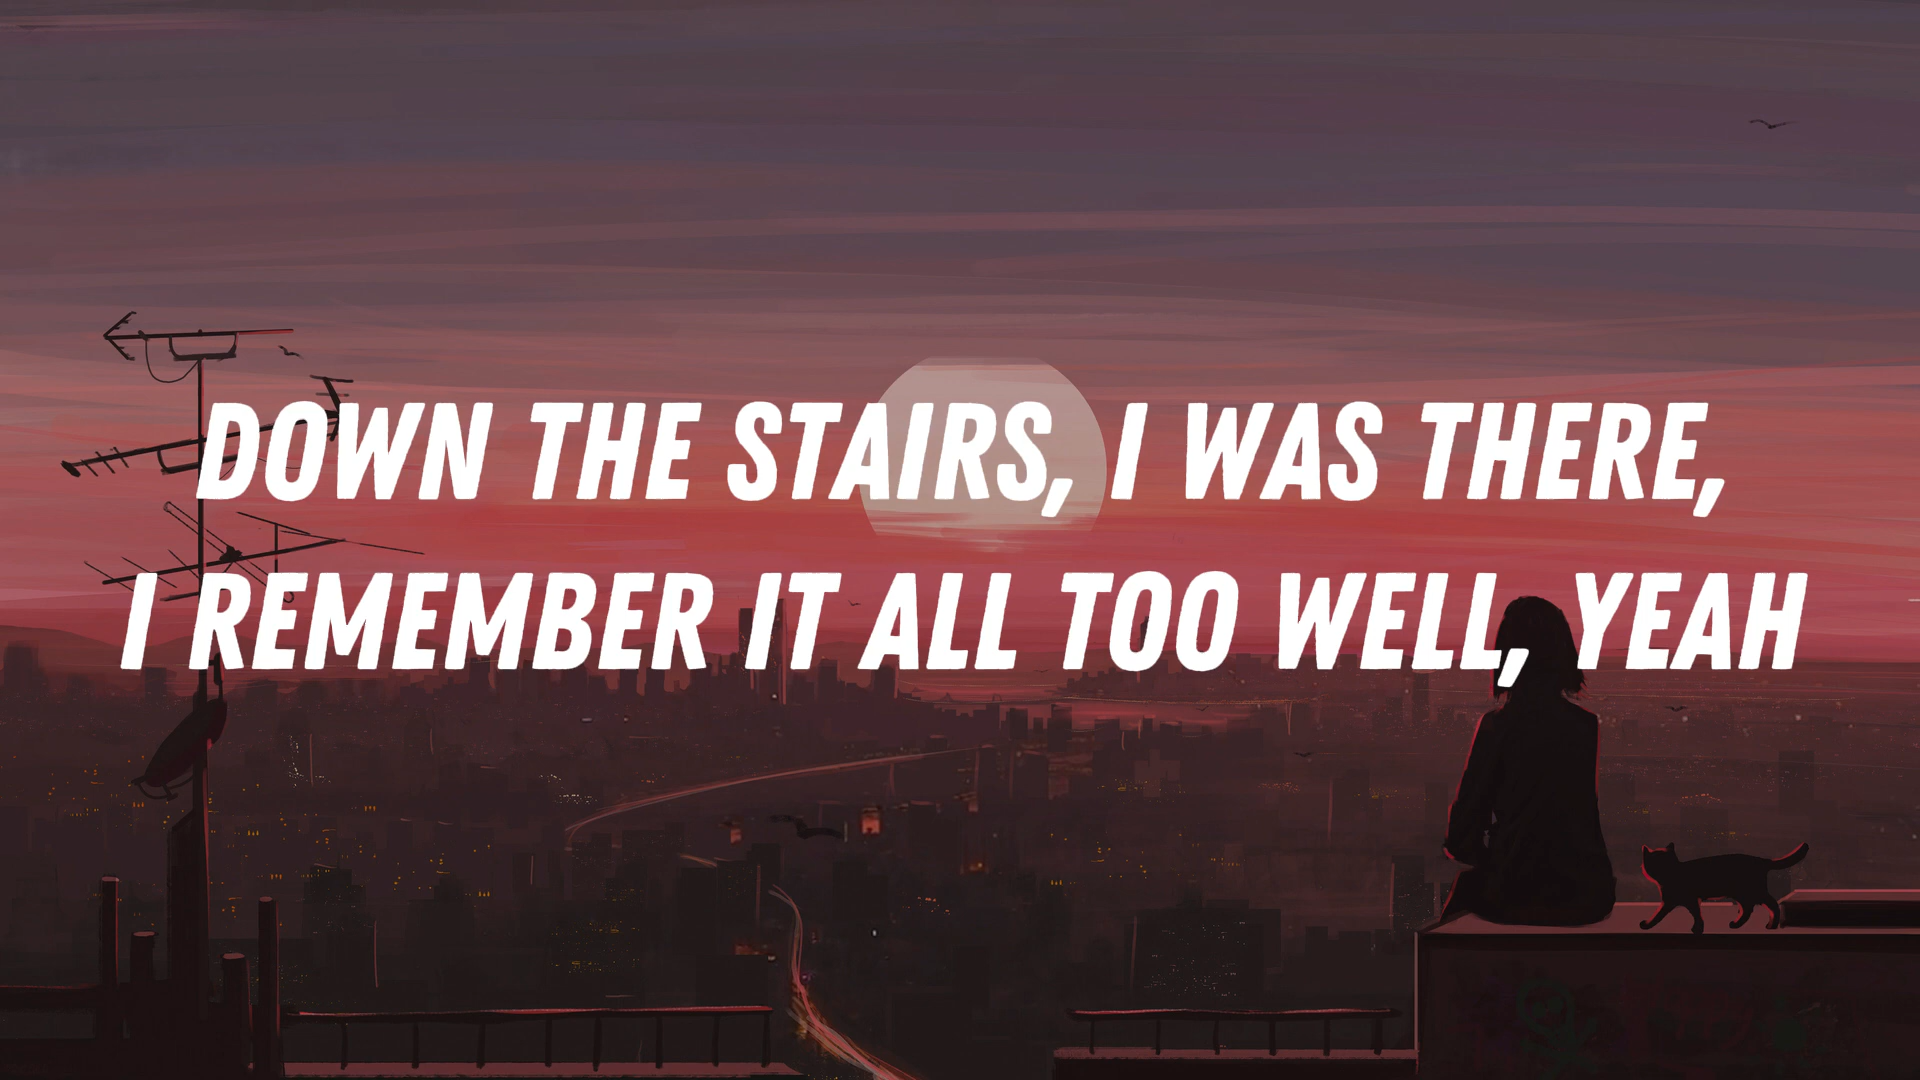 DOWN THE STAIRS, I WAS THERE,
I REMEMBER IT ALL TOO WELL, YEAH